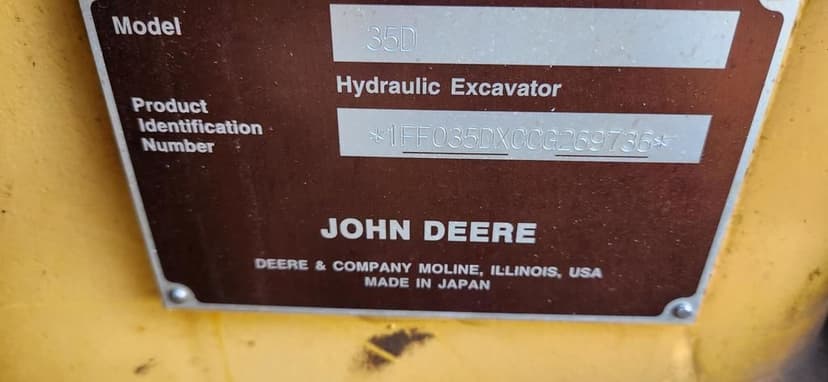 Model 35D
Hydraulic Excavator
Product
Identification
Number
*1FF035DXCCG269736*
JOHN DEERE
DEERE & COMPANY MOLINE, ILLINOIS, USA
MADE IN JAPAN